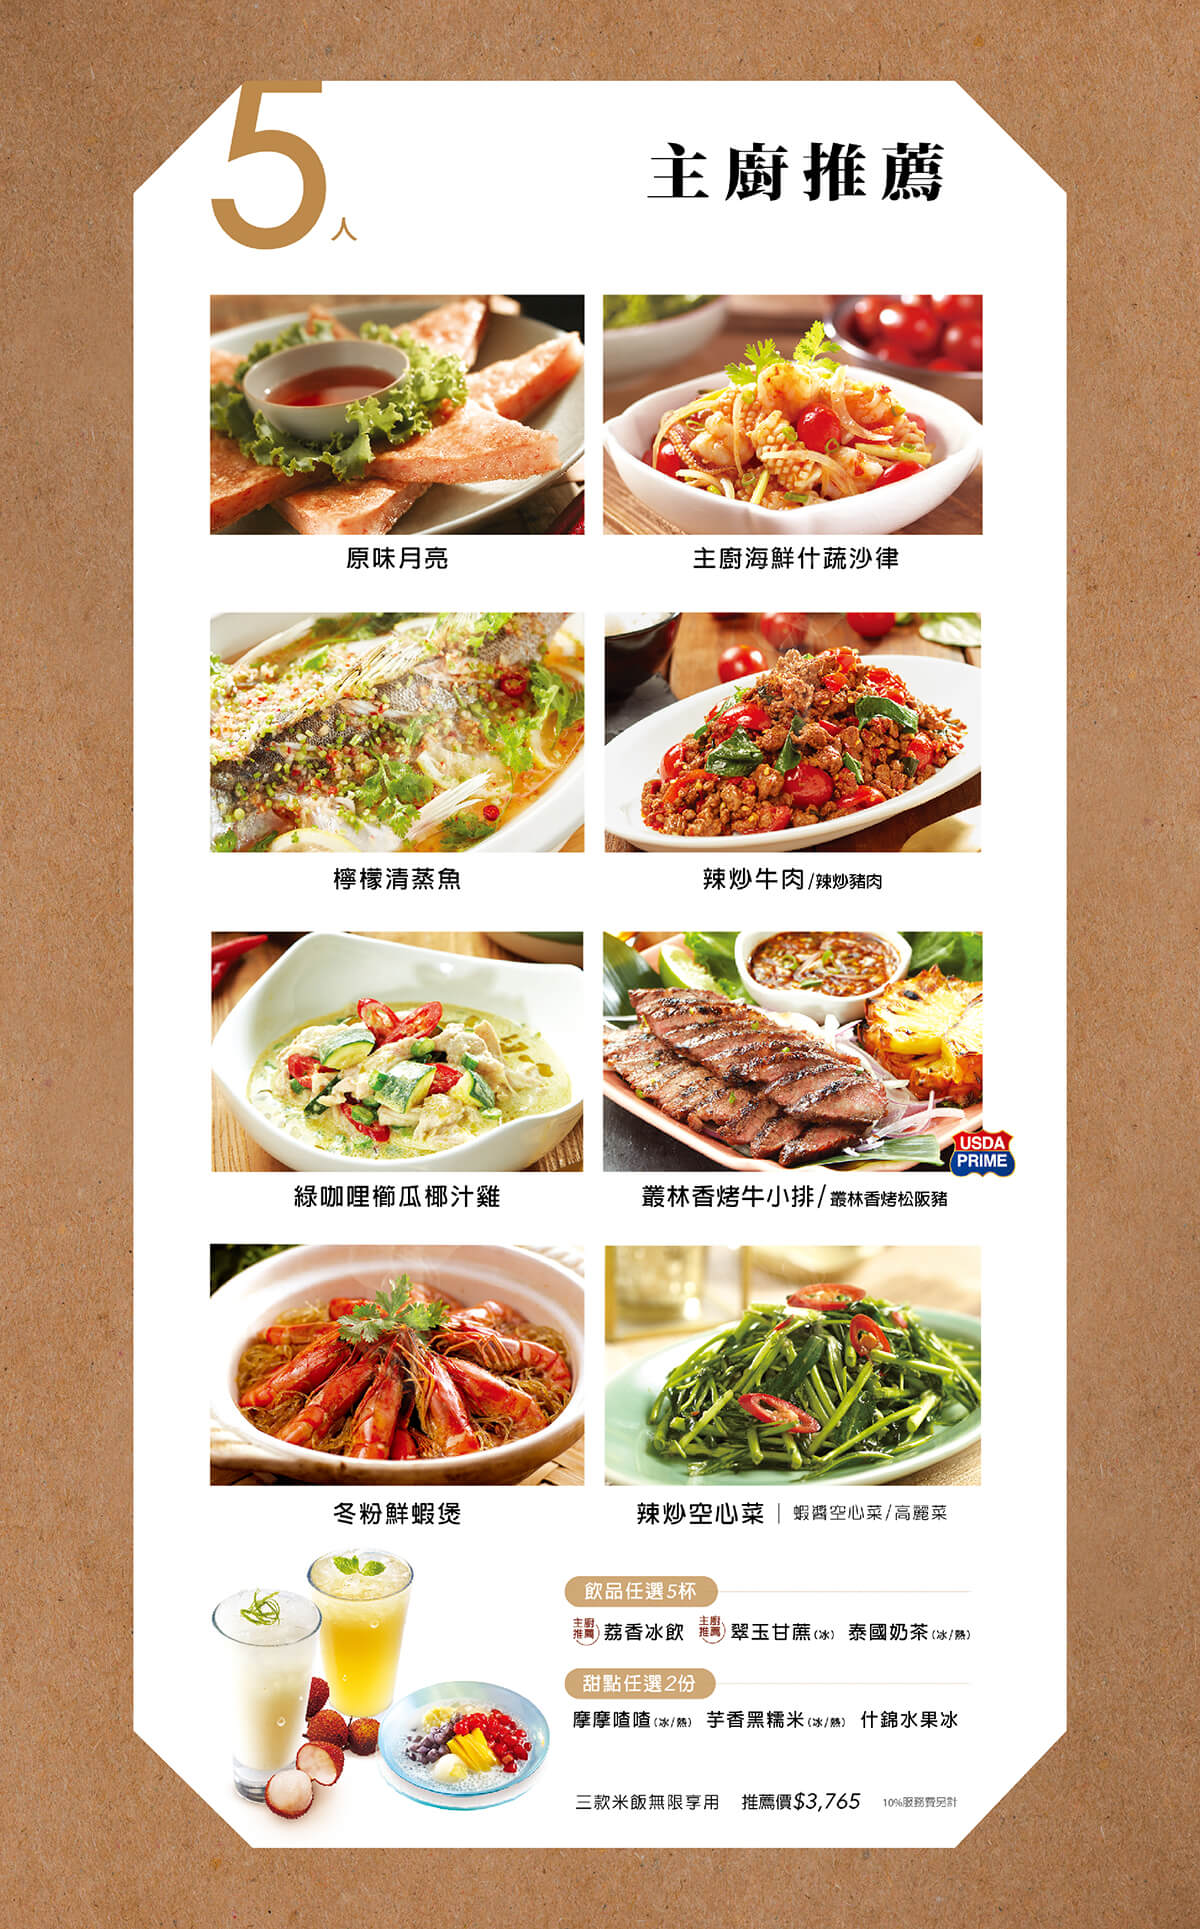 5人
主廚推薦
原味月亮
主廚海鮮什蔬沙律
檸檬清蒸魚
辣炒牛肉/辣炒豬肉
綠咖哩櫛瓜椰汁雞
叢林香烤牛小排/叢林香烤松阪豬
USDA
PRIME
冬粉鮮蝦煲
辣炒空心菜｜蝦醬空心菜/高麗菜
飲品任選5杯
主廚推薦 荔香冰飲 主廚推薦 翠玉甘蔗(冰) 泰國奶茶(冰/熱)
甜點任選2份
摩摩喳喳(冰/熱) 芋香黑糯米(冰/熱) 什錦水果冰
三款米飯無限享用 推薦價$3,765 10%服務費另計